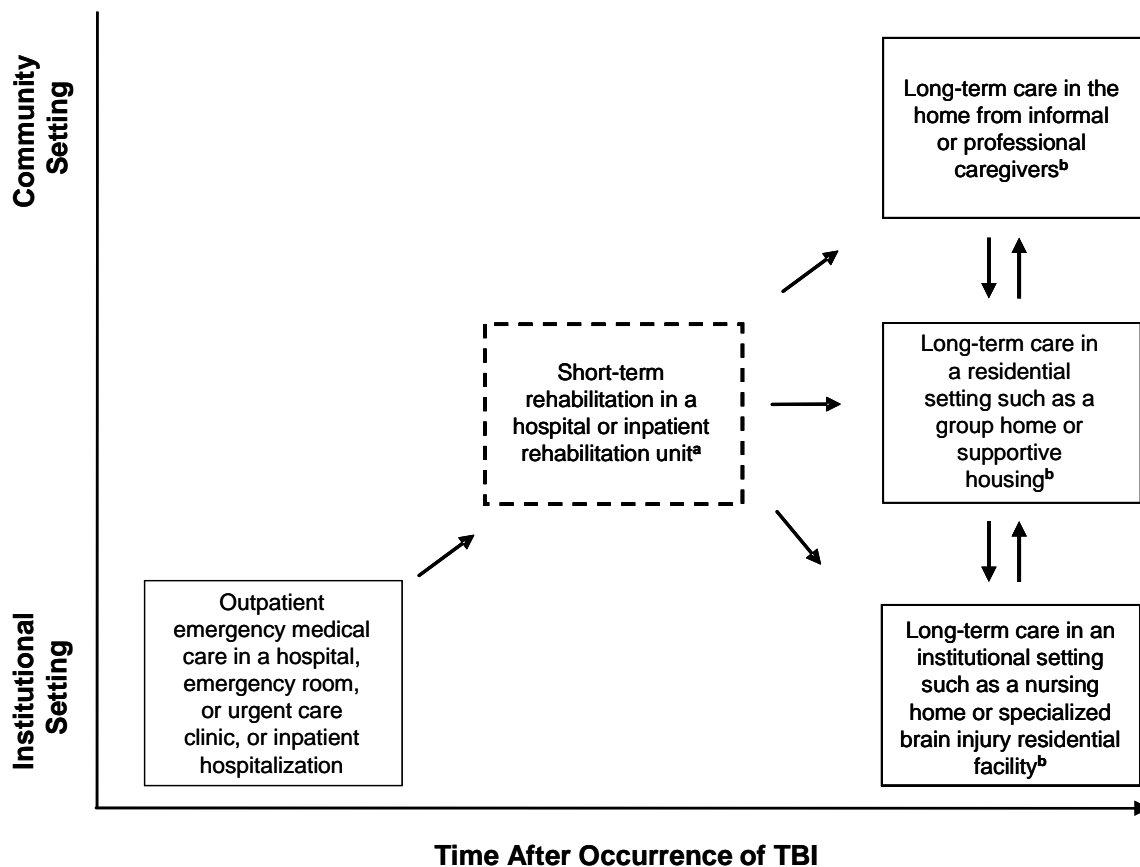 Community
Setting
Long-term care in the
home from informal
or professional
caregiversb
Short-term
rehabilitation in a
hospital or inpatient
rehabilitation unita
Long-term care in
a residential
setting such as a
group home or
supportive
housingb
Institutional
Setting
Outpatient
emergency medical
care in a hospital,
emergency room,
or urgent care
clinic, or inpatient
hospitalization
Long-term care in an
institutional setting
such as a nursing
home or specialized
brain injury residential
facilityb
Time After Occurrence of TBI